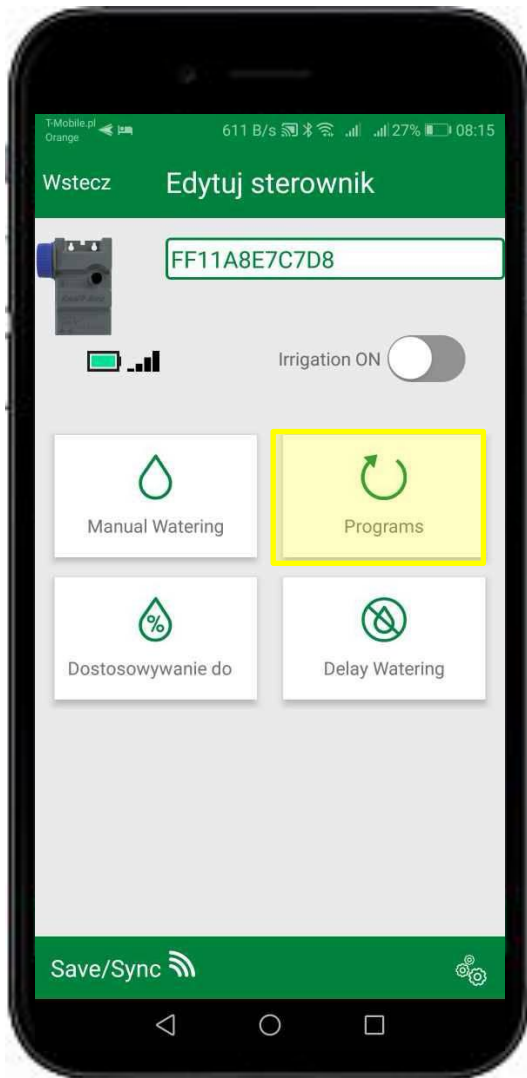 T-Mobile.pl
Orange
611 B/s 27% 08:15
Wstecz Edytuj sterownik
FF11A8E7C7D8
Irrigation ON
Manual Watering Programs
%
Dostosowywanie do Delay Watering
Save/Sync